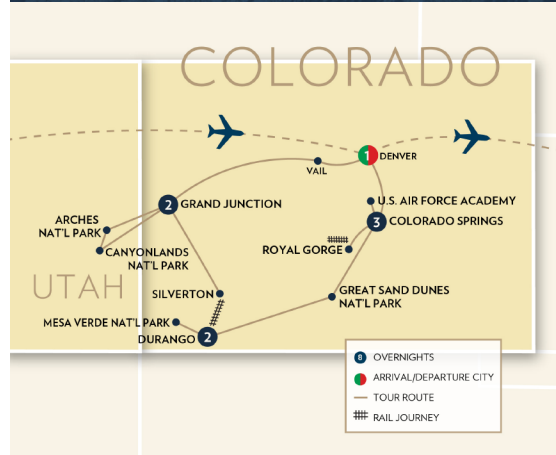 COLORADO
1 DENVER
VAIL
U.S. AIR FORCE ACADEMY
2 GRAND JUNCTION
3 COLORADO SPRINGS
ARCHES
NAT'L PARK
ROYAL GORGE
CANYONLANDS
NAT'L PARK
UTAH
SILVERTON
GREAT SAND DUNES
NAT'L PARK
MESA VERDE NAT'L PARK
DURANGO 2
8 OVERNIGHTS
ARRIVAL/DEPARTURE CITY
TOUR ROUTE
RAIL JOURNEY